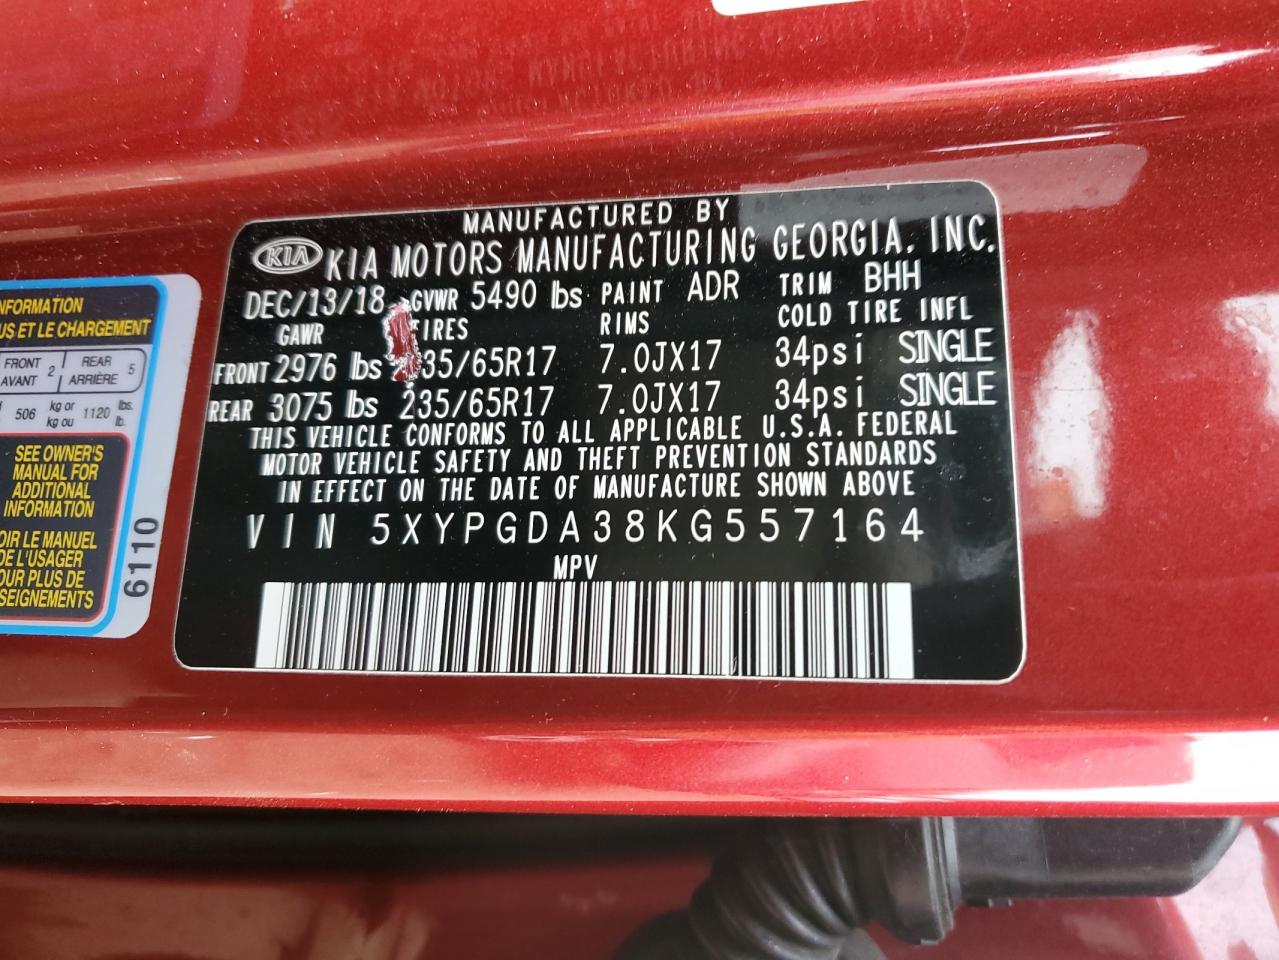 MANUFACTURED BY
KIA KIA MOTORS MANUFACTURING GEORGIA, INC.
DEC/13/18 GVWR 5490 lbs PAINT ADR TRIM BHH
GAWR IRES RIMS COLD TIRE INFL
FRONT 2976 lbs 35/65R17 7.0JX17 34psi SINGLE
REAR 3075 lbs 235/65R17 7.0JX17 34psi SINGLE
THIS VEHICLE CONFORMS TO ALL APPLICABLE U.S.A. FEDERAL
MOTOR VEHICLE SAFETY AND THEFT PREVENTION STANDARDS
IN EFFECT ON THE DATE OF MANUFACTURE SHOWN ABOVE
VIN 5XYPGDA38KG557164
MPV
NFORMATION
US ET LE CHARGEMENT
FRONT 2 REAR 5
AVANT ARRIÈRE
506 kg or 1120 lbs.
kg ou lb.
SEE OWNER'S
MANUAL FOR
ADDITIONAL
INFORMATION
OIR LE MANUEL
DE L'USAGER
OUR PLUS DE
SEIGNEMENTS
6110